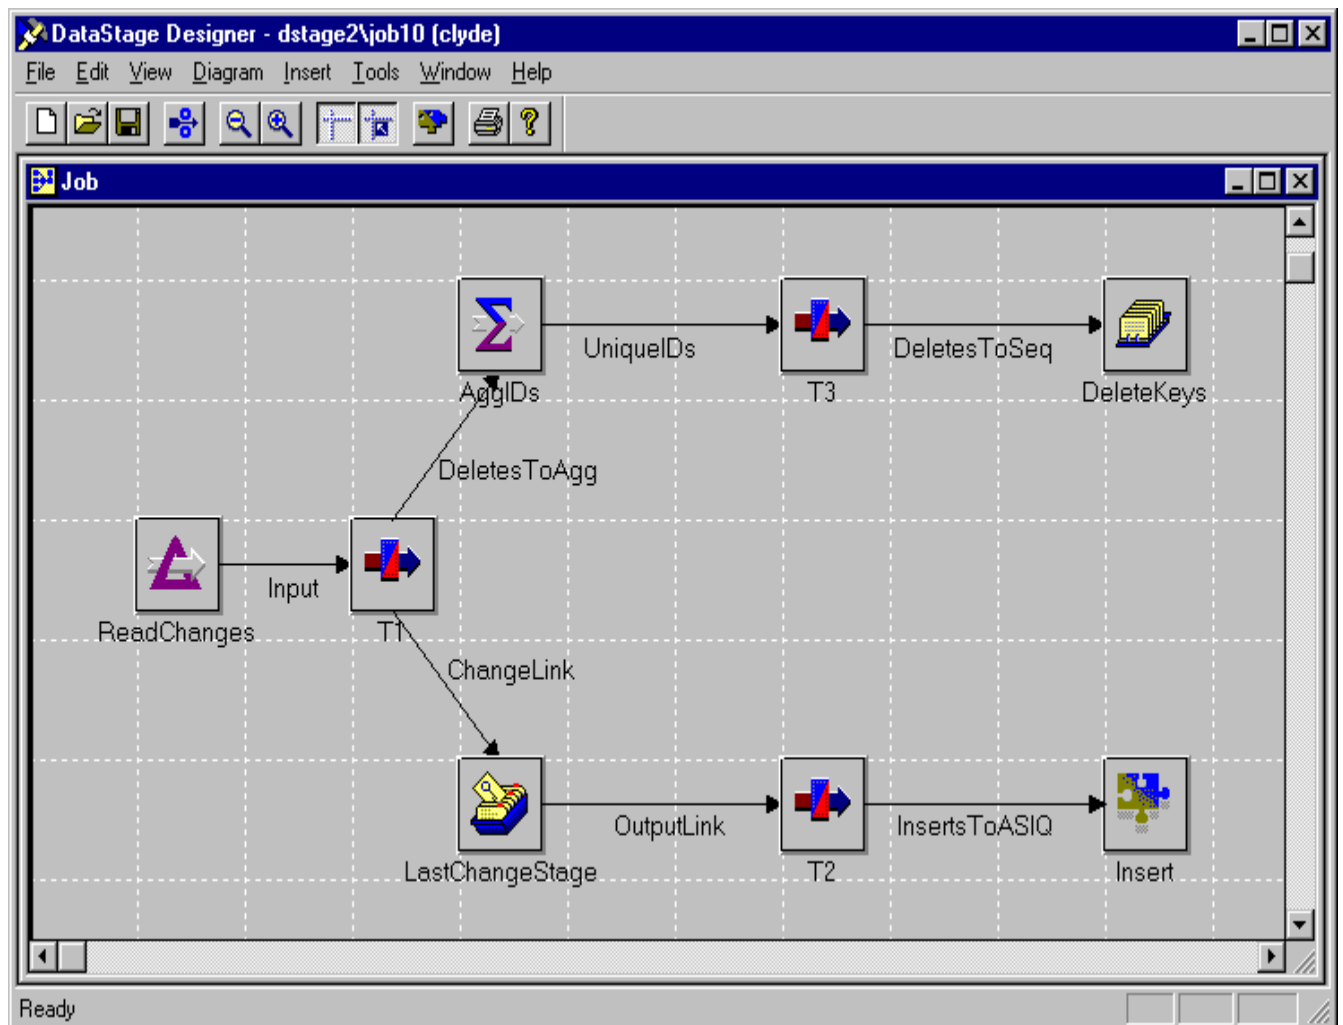 DataStage Designer - dstage2\job10 (clyde)
File Edit View Diagram Insert Tools Window Help
Job
UniqueIDs
DeletesToSeq
AggIDs
T3
DeleteKeys
DeletesToAgg
Input
ReadChanges
T1
ChangeLink
OutputLink
InsertsToASIQ
LastChangeStage
T2
Insert
Ready